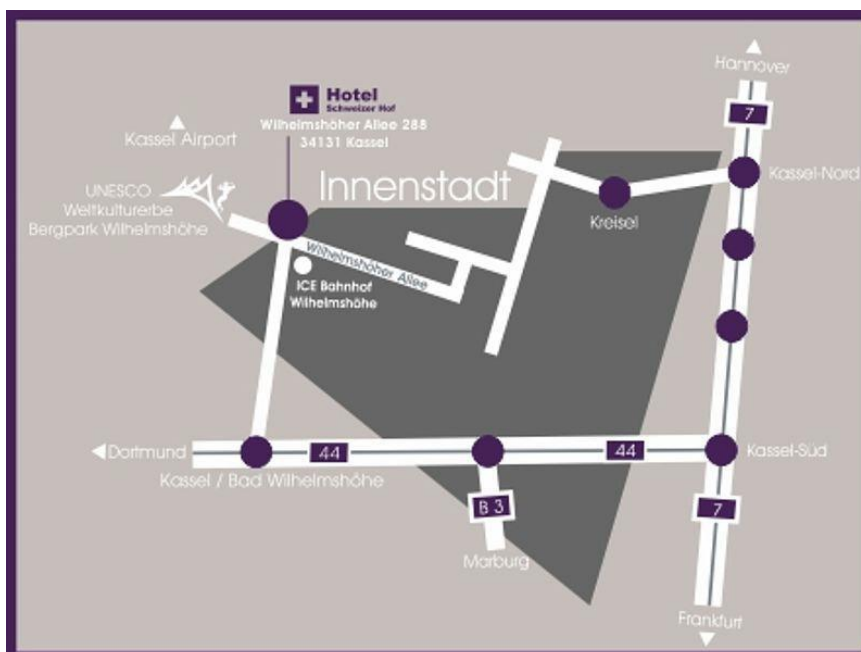 Hannover
7
Hotel
Schweizer Hof
Wilhelmshöher Allee 288
34131 Kassel
Kassel Airport
Innenstadt
Kassel-Nord
UNESCO
Weltkulturerbe
Bergpark Wilhelmshöhe
Kreisel
Wilhelmshöher Allee
ICE Bahnhof
Wilhelmshöhe
Dortmund
44
44
Kassel-Süd
Kassel / Bad Wilhelmshöhe
B 3
7
Marburg
Frankfurt